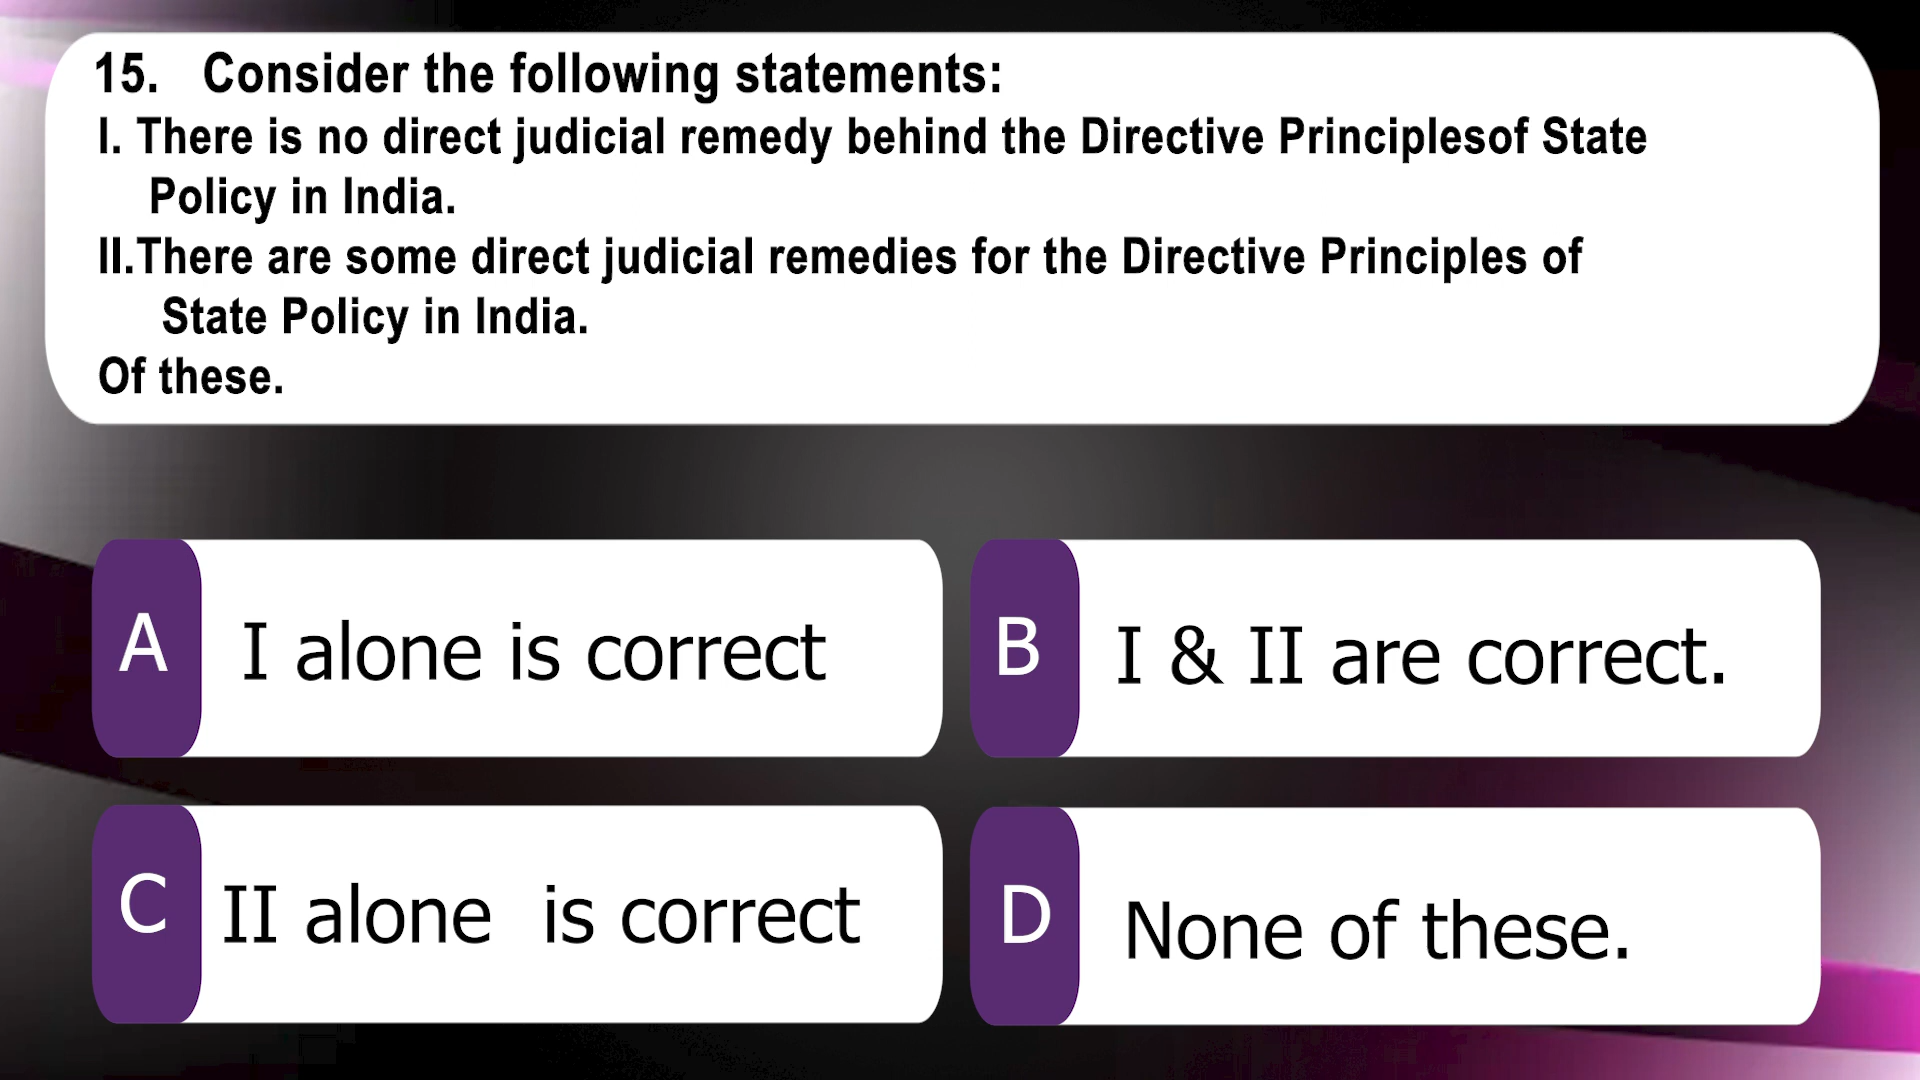 15. Consider the following statements:
I. There is no direct judicial remedy behind the Directive Principlesof State
Policy in India.
II.There are some direct judicial remedies for the Directive Principles of
State Policy in India.
Of these.
A I alone is correct
B I & II are correct.
C II alone is correct
D None of these.